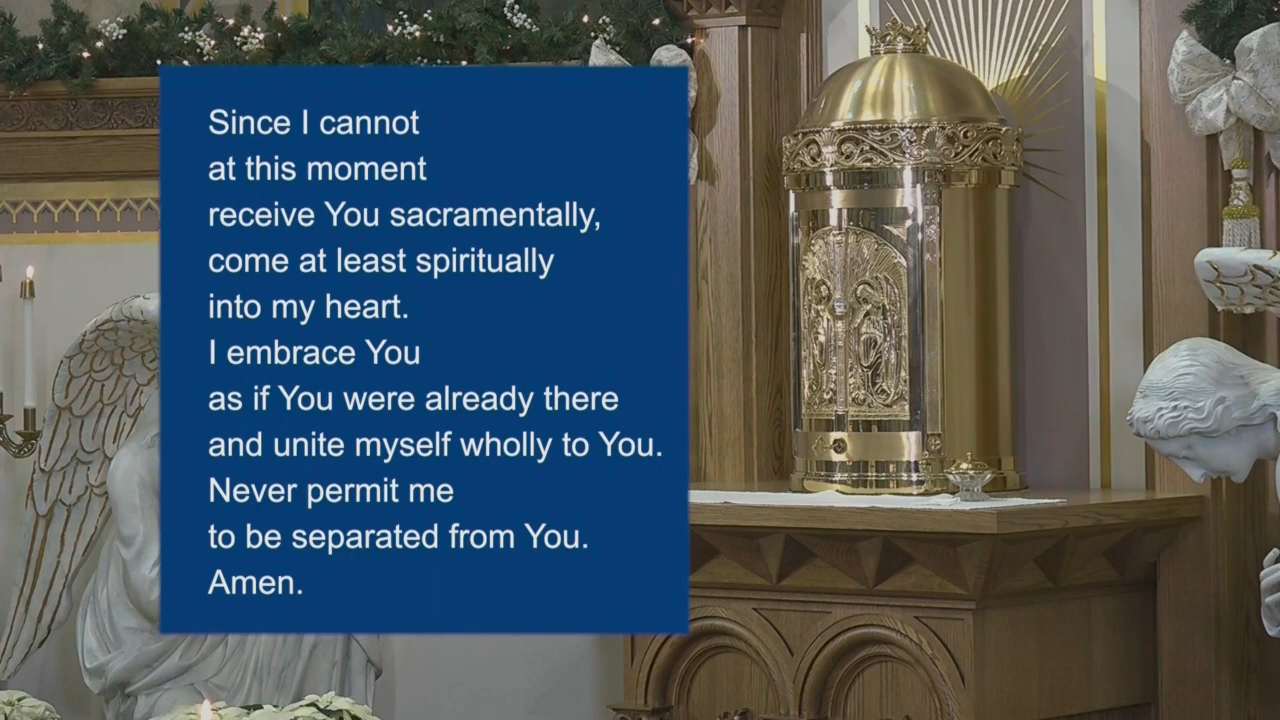 Since I cannot
at this moment
receive You sacramentally,
come at least spiritually
into my heart.
I embrace You
as if You were already there
and unite myself wholly to You.
Never permit me
to be separated from You.
Amen.